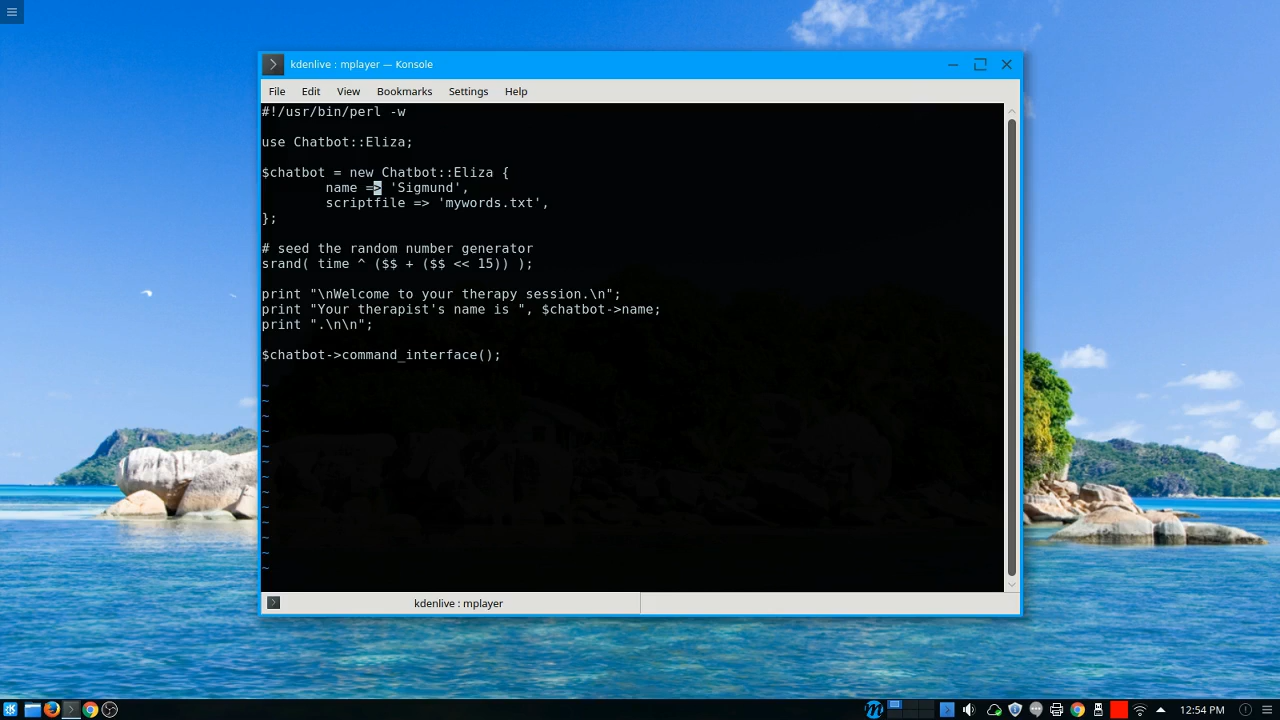 kdenlive : mplayer — Konsole
File Edit View Bookmarks Settings Help
#!/usr/bin/perl -w
use Chatbot::Eliza;
$chatbot = new Chatbot::Eliza {
        name => 'Sigmund',
        scriptfile => 'mywords.txt',
};
# seed the random number generator
srand( time ^ ($$ + ($$ << 15)) );
print "\nWelcome to your therapy session.\n";
print "Your therapist's name is ", $chatbot->name;
print ".\n\n";
$chatbot->command_interface();
~
~
~
~
~
~
~
~
~
~
~
~
~
kdenlive : mplayer
12:54 PM